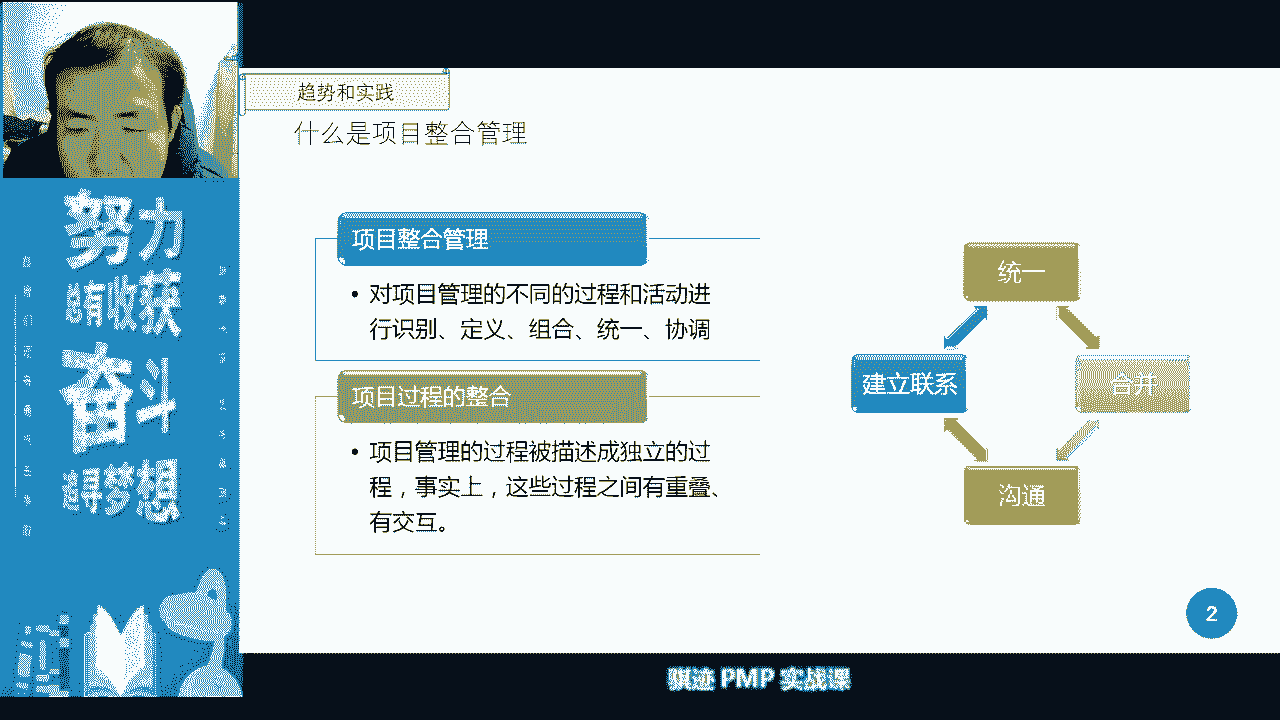 趋势和实践
什么是项目整合管理
努力
总有收获
奋斗
追寻梦想
项目整合管理
• 对项目管理的不同的过程和活动进
行识别、定义、组合、统一、协调
项目过程的整合
• 项目管理的过程被描述成独立的过
程，事实上，这些过程之间有重叠、
有交互。
统一
建立联系
合并
沟通
2
骐迹 PMP 实战课